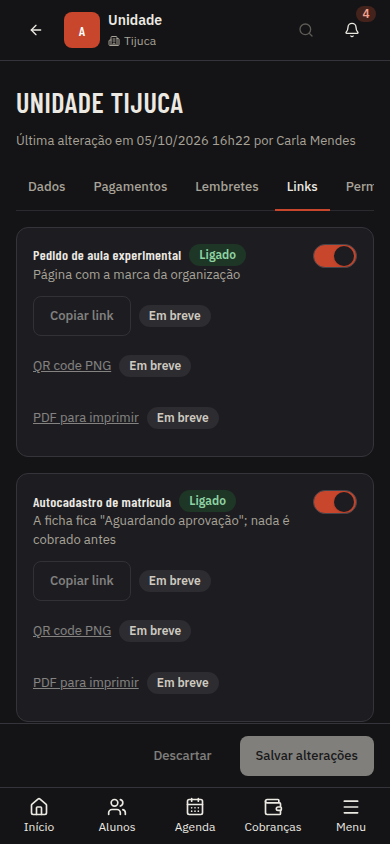 A
Unidade
Tijuca
4
UNIDADE TIJUCA
Última alteração em 05/10/2026 16h22 por Carla Mendes
Dados Pagamentos Lembretes Links Perm
Pedido de aula experimental Ligado
Página com a marca da organização
Copiar link Em breve
QR code PNG Em breve
PDF para imprimir Em breve
Autocadastro de matrícula Ligado
A ficha fica "Aguardando aprovação"; nada é
cobrado antes
Copiar link Em breve
QR code PNG Em breve
PDF para imprimir Em breve
Descartar Salvar alterações
Início Alunos Agenda Cobranças Menu